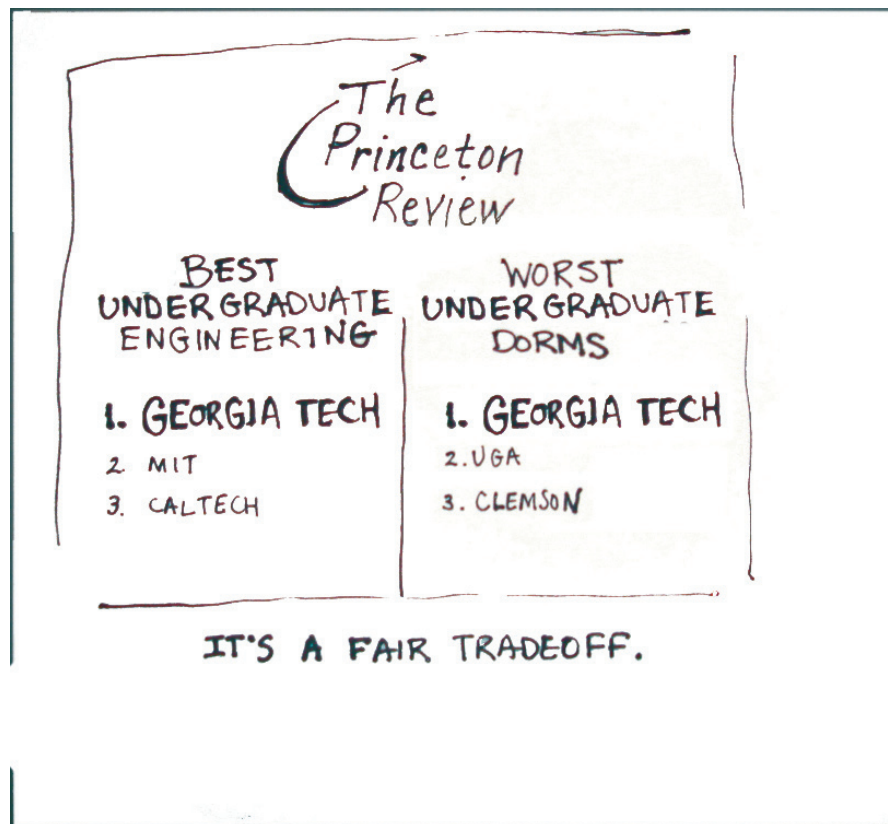 The
Princeton
Review
BEST
UNDERGRADUATE
ENGINEERING
1. GEORGIA TECH
2 MIT
3. CALTECH
WORST
UNDERGRADUATE
DORMS
1. GEORGIA TECH
2. UGA
3. CLEMSON
IT'S A FAIR TRADEOFF.